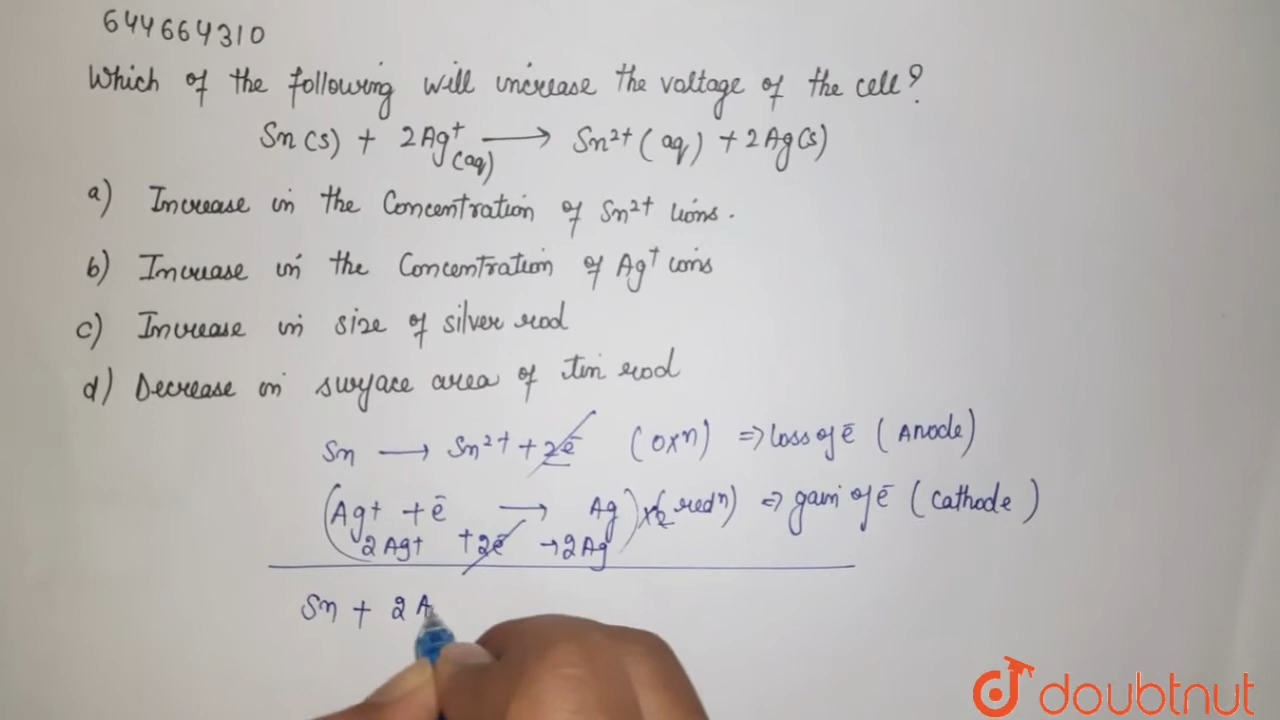 644664310
Which of the following will increase the voltage of the cell?
Sn(s) + 2Ag⁺(aq) ⟶ Sn²⁺(aq) + 2Ag(s)
a) Increase in the Concentration of Sn²⁺ ions.
b) Increase in the Concentration of Ag⁺ ions
c) Increase in size of silver rod
d) Decrease in surface area of tin rod
Sn ⟶ Sn²⁺ + 2ē (oxⁿ) ⇒ loss of ē (Anode)
(Ag⁺ + ē ⟶ Ag)×2 (redⁿ) ⇒ gain of ē (Cathode)
2Ag⁺ + 2ē → 2Ag
Sn + 2A
doubtnut